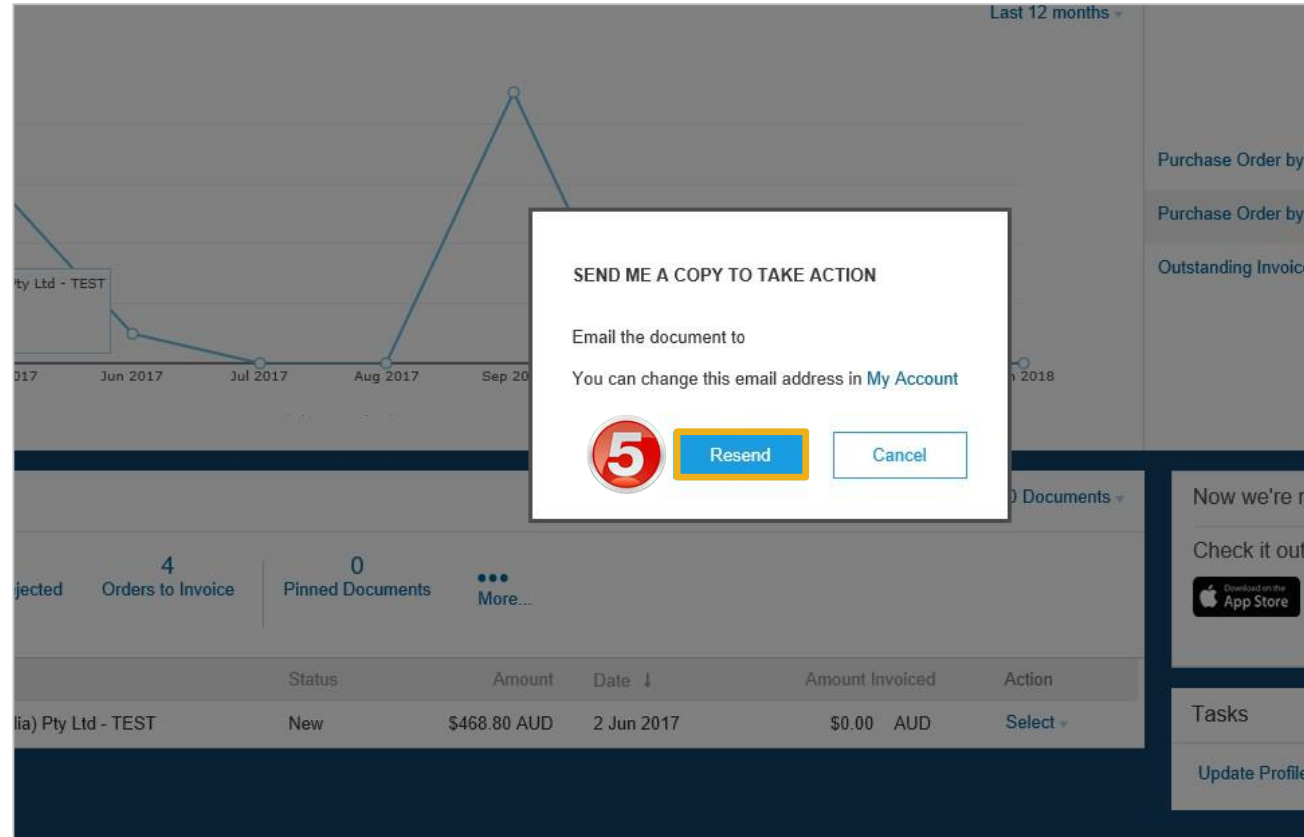 Last 12 months
Purchase Order by
Purchase Order by
Outstanding Invoic
ty Ltd - TEST
017 Jun 2017 Jul 2017 Aug 2017 Sep 20 2018
SEND ME A COPY TO TAKE ACTION
Email the document to
You can change this email address in My Account
5 Resend Cancel
0 Documents
4
Orders to Invoice
0
Pinned Documents
jected
•••
More...
Status Amount Date ↓ Amount Invoiced Action
lia) Pty Ltd - TEST New $468.80 AUD 2 Jun 2017 $0.00 AUD Select
Now we're
Check it out
Download on the
App Store
Tasks
Update Profile